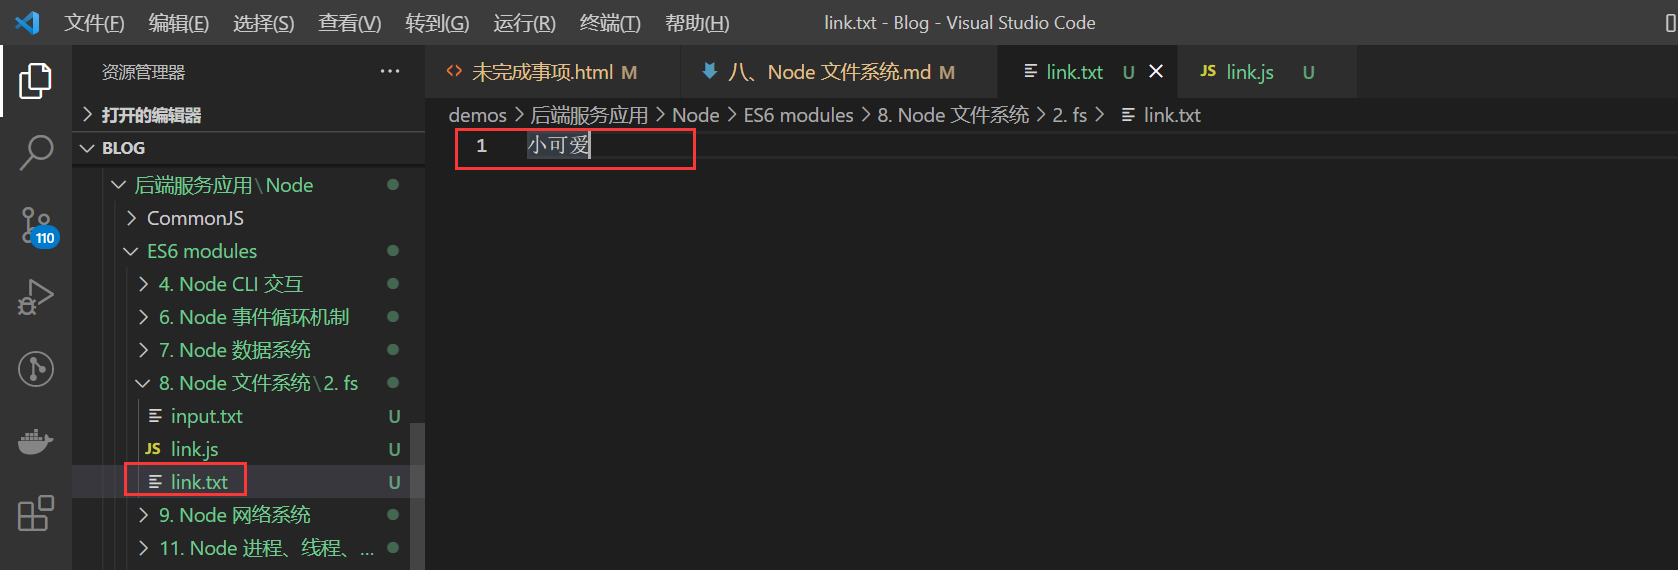 文件(F) 编辑(E) 选择(S) 查看(V) 转到(G) 运行(R) 终端(T) 帮助(H) link.txt - Blog - Visual Studio Code
资源管理器 ···
未完成事项.html M 八、Node 文件系统.md M link.txt U JS link.js U
打开的编辑器
demos > 后端服务应用 > Node > ES6 modules > 8. Node 文件系统 > 2. fs > link.txt
BLOG
1 小可爱
后端服务应用\Node
CommonJS
110
ES6 modules
4. Node CLI 交互
6. Node 事件循环机制
7. Node 数据系统
8. Node 文件系统\2. fs
input.txt U
JS link.js U
link.txt U
9. Node 网络系统
11. Node 进程、线程、...